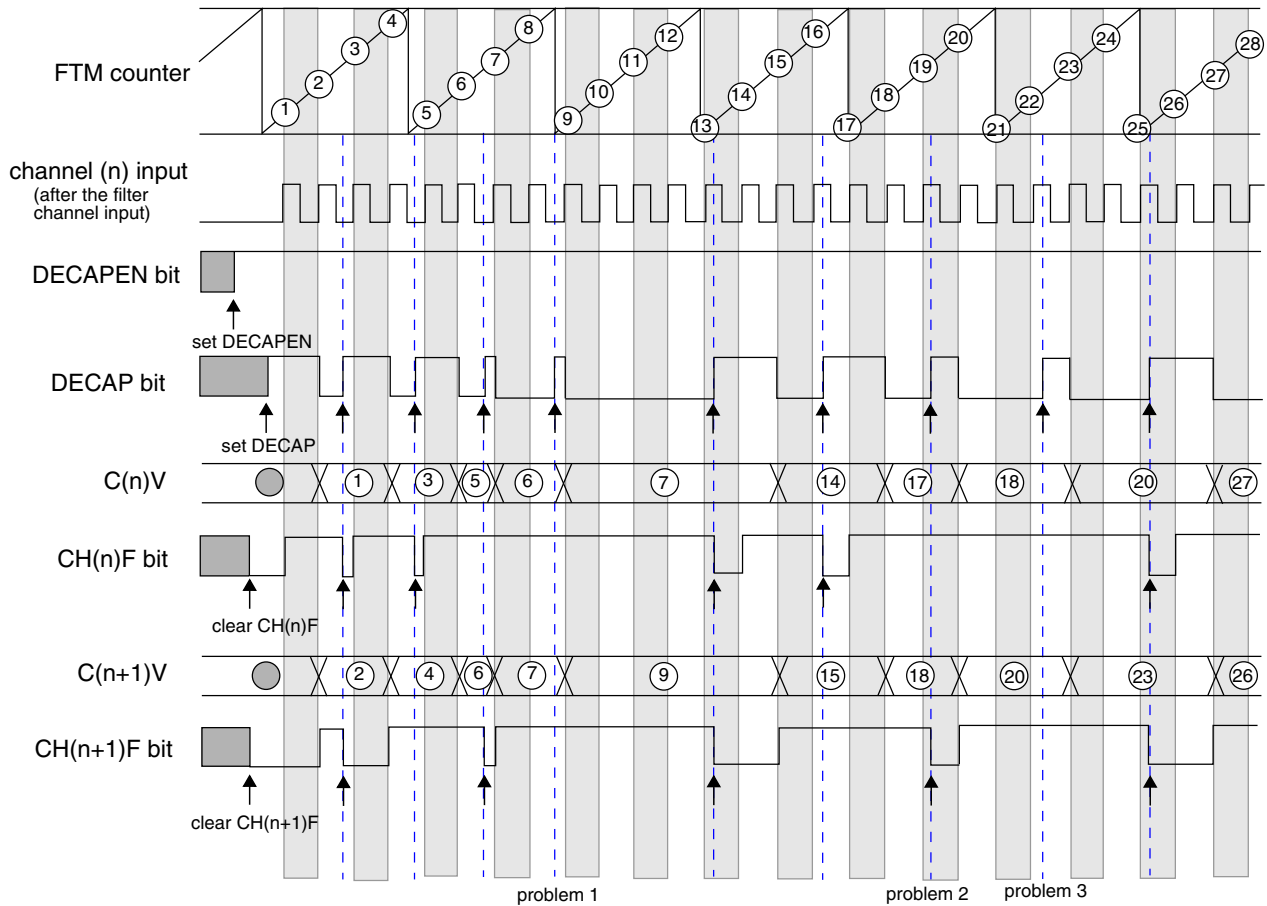 4 8 12 16 20 24 28
3 7 11 15 19 23 27
FTM counter
2 6 10 14 18 22 26
1 5 9 13 17 21 25
channel (n) input
(after the filter
channel input)
DECAPEN bit
set DECAPEN
DECAP bit
set DECAP
C(n)V 1 3 5 6 7 14 17 18 20 27
CH(n)F bit
clear CH(n)F
C(n+1)V 2 4 6 7 9 15 18 20 23 26
CH(n+1)F bit
clear CH(n+1)F
problem 1 problem 2 problem 3